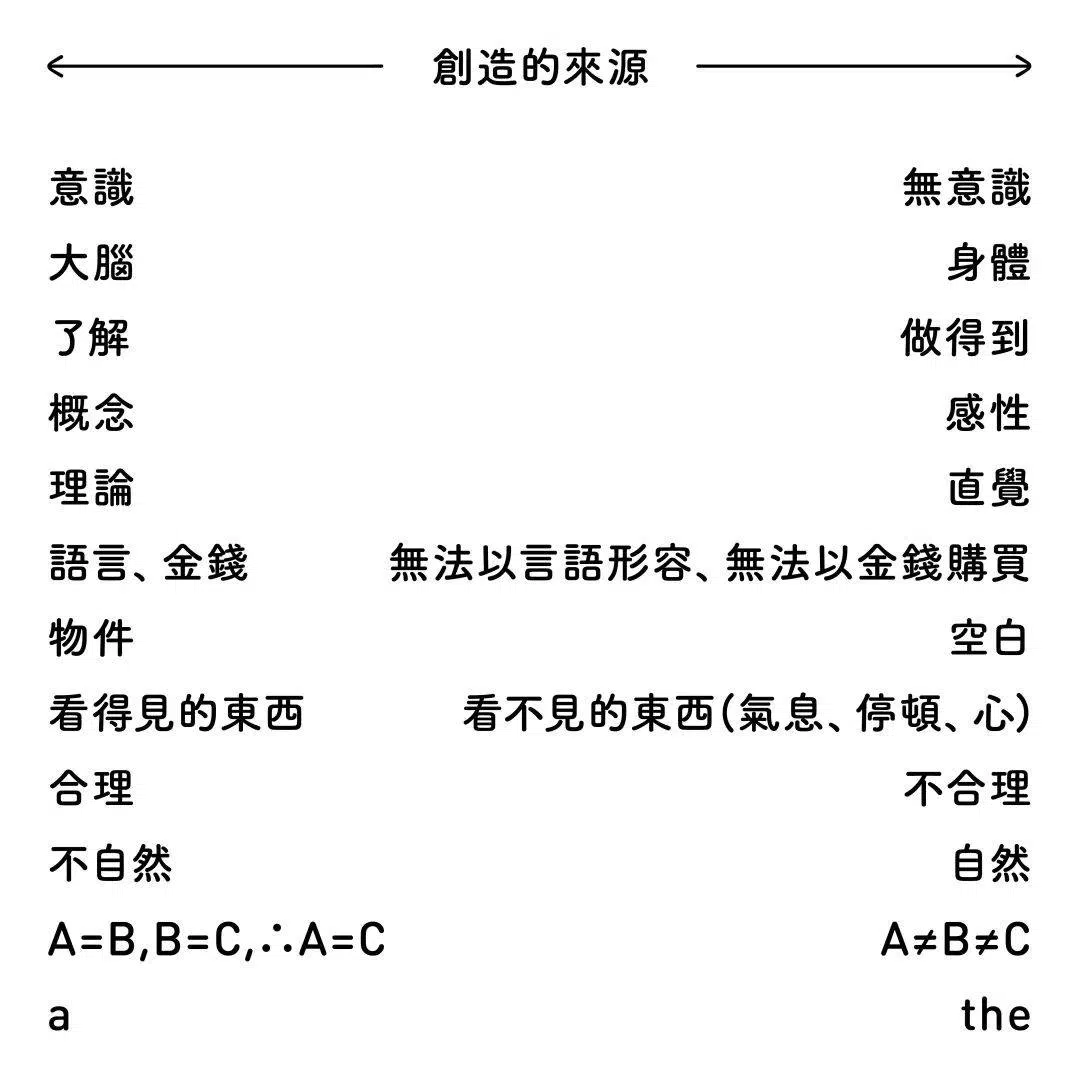 創造的來源
意識 無意識
大腦 身體
了解 做得到
概念 感性
理論 直覺
語言、金錢 無法以言語形容、無法以金錢購買
物件 空白
看得見的東西 看不見的東西(氣息、停頓、心)
合理 不合理
不自然 自然
A=B,B=C,∴A=C A≠B≠C
a the